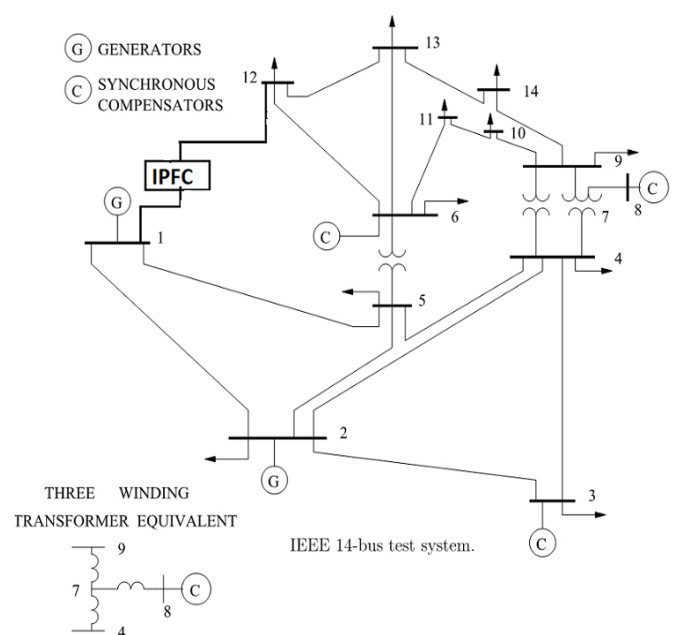 G GENERATORS
C SYNCHRONOUS
COMPENSATORS
13
12
14
11
10
9
IPFC
C
8
G
7
6
C
1
4
5
2
G
THREE WINDING
TRANSFORMER EQUIVALENT
3
IEEE 14-bus test system.
C
9
7
C
8
4